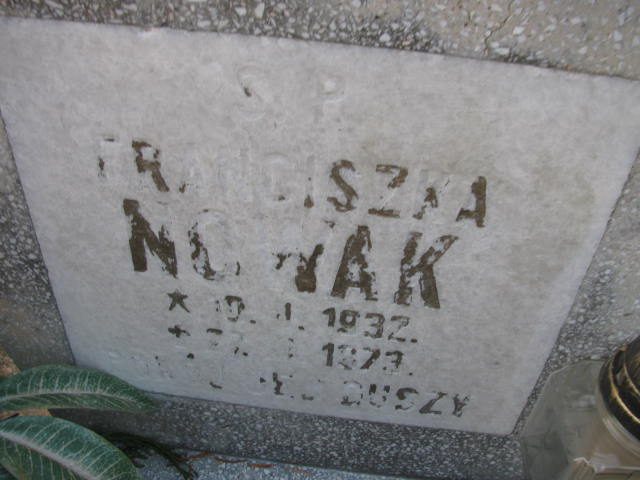 S P
FRANCISZKA
NOWAK
★ 1932.
+ 1973.
DUSZY